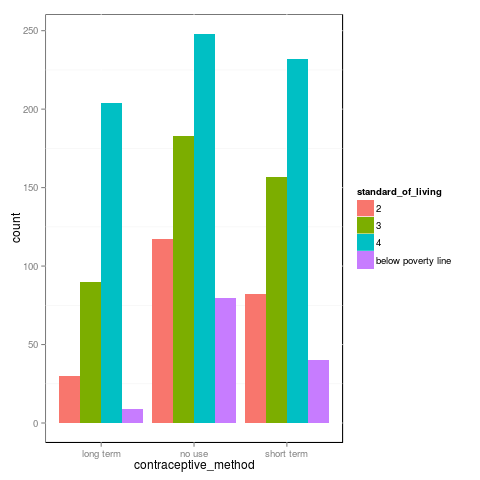 250
200
150
100
50
0
count
long term
no use
short term
contraceptive_method
standard_of_living
2
3
4
below poverty line